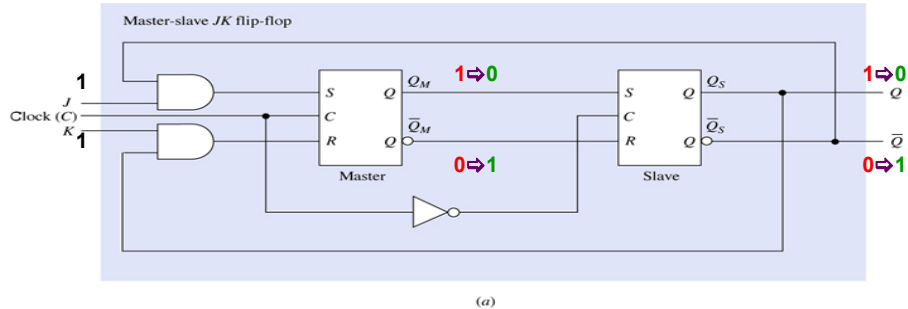 Master-slave JK flip-flop
1
J
Clock (C)
K
1
S Q
C
R Q
Master
Q_M
1⇨0
Q̅_M
0⇨1
S Q
C
R Q
Slave
Q_S
Q̅_S
1⇨0
Q
Q̅
0⇨1
(a)